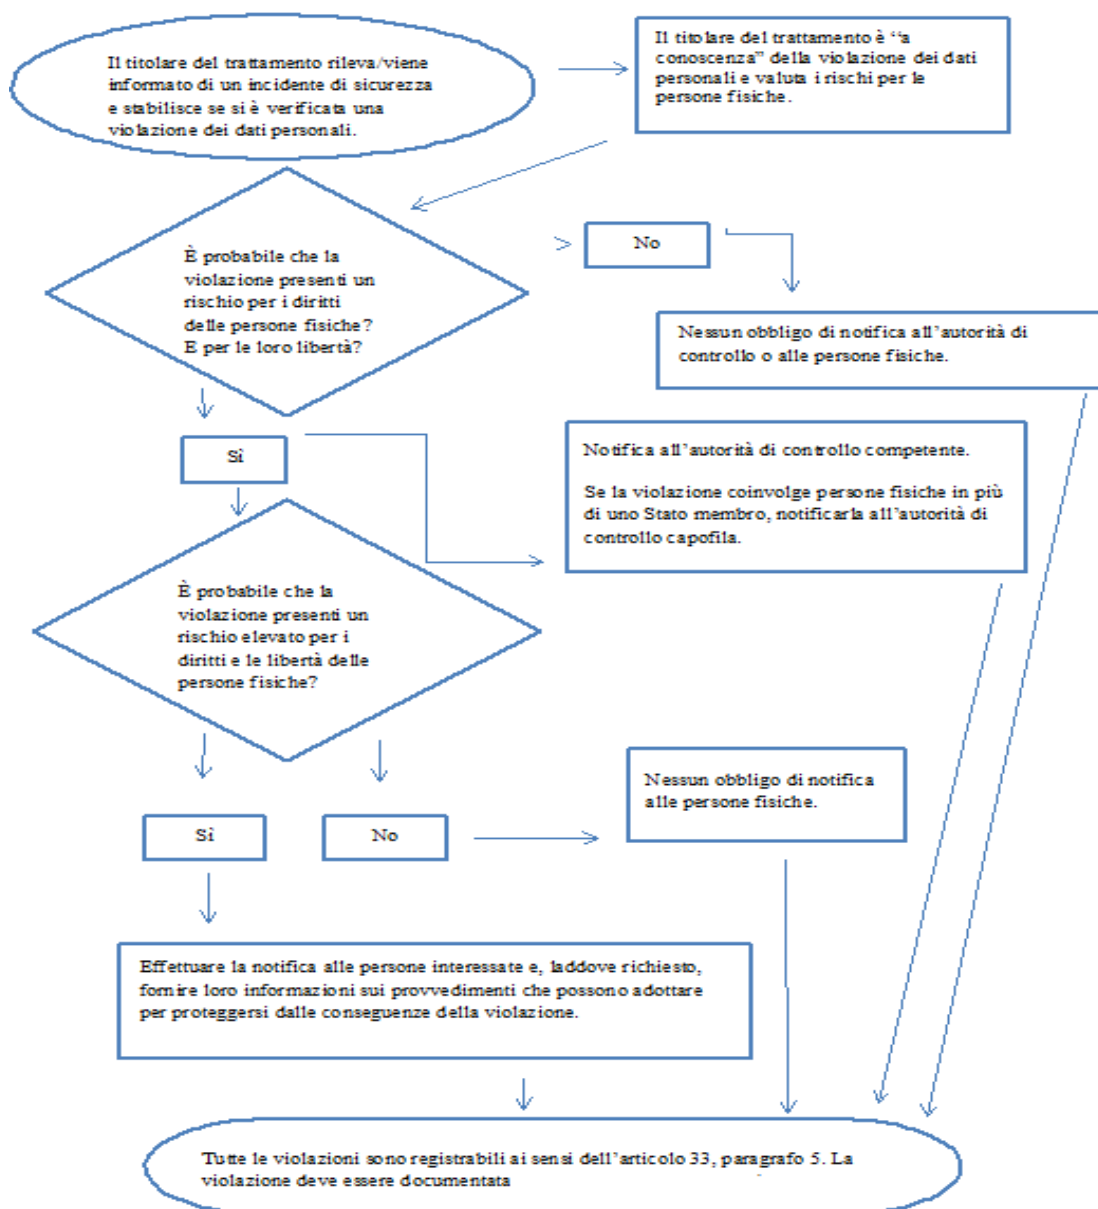 Il titolare del trattamento rileva/viene
informato di un incidente di sicurezza
e stabilisce se si è verificata una
violazione dei dati personali.
Il titolare del trattamento è “a
conoscenza” della violazione dei dati
personali e valuta i rischi per le
persone fisiche.
È probabile che la
violazione presenti un
rischio per i diritti
delle persone fisiche?
E per le loro libertà?
No
Nessun obbligo di notifica all’autorità di
controllo o alle persone fisiche.
Sì
Notifica all’autorità di controllo competente.
Se la violazione coinvolge persone fisiche in più
di uno Stato membro, notificarla all’autorità di
controllo capofila.
È probabile che la
violazione presenti un
rischio elevato per i
diritti e le libertà delle
persone fisiche?
Sì
No
Nessun obbligo di notifica
alle persone fisiche.
Effettuare la notifica alle persone interessate e, laddove richiesto,
fornire loro informazioni sui provvedimenti che possono adottare
per proteggersi dalle conseguenze della violazione.
Tutte le violazioni sono registrabili ai sensi dell’articolo 33, paragrafo 5. La
violazione deve essere documentata